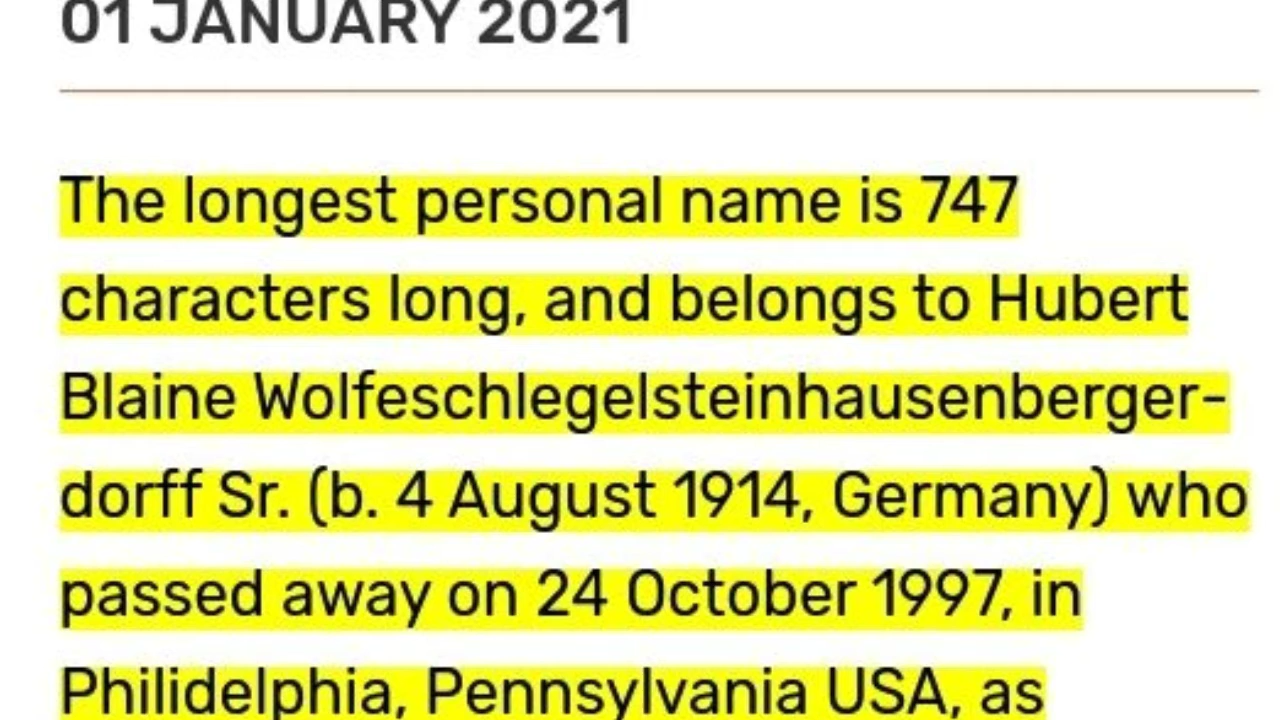 01 JANUARY 2021
The longest personal name is 747
characters long, and belongs to Hubert
Blaine Wolfeschlegelsteinhausenberger-
dorff Sr. (b. 4 August 1914, Germany) who
passed away on 24 October 1997, in
Philidelphia, Pennsylvania USA, as